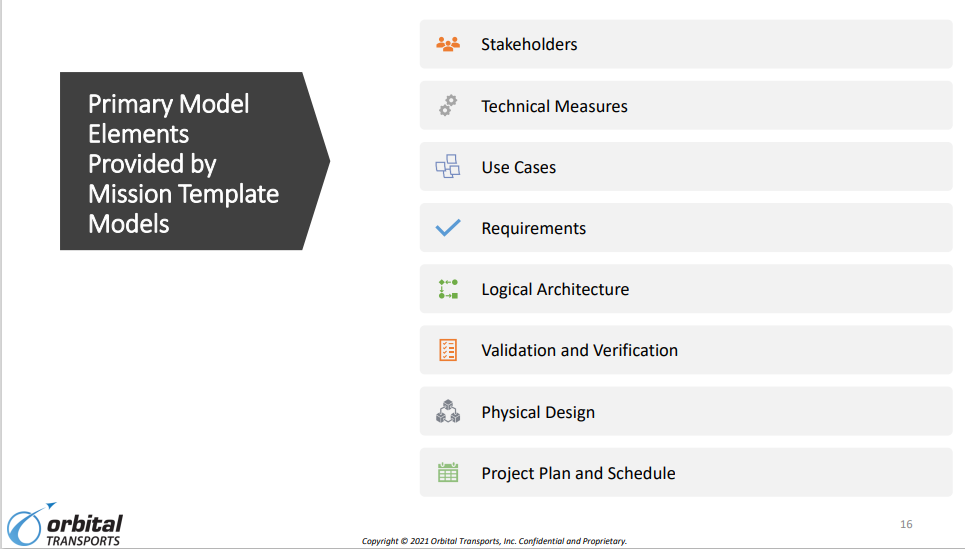 Primary Model
Elements
Provided by
Mission Template
Models
Stakeholders
Technical Measures
Use Cases
Requirements
Logical Architecture
Validation and Verification
Physical Design
Project Plan and Schedule
orbital
TRANSPORTS
Copyright © 2021 Orbital Transports, Inc. Confidential and Proprietary.
16